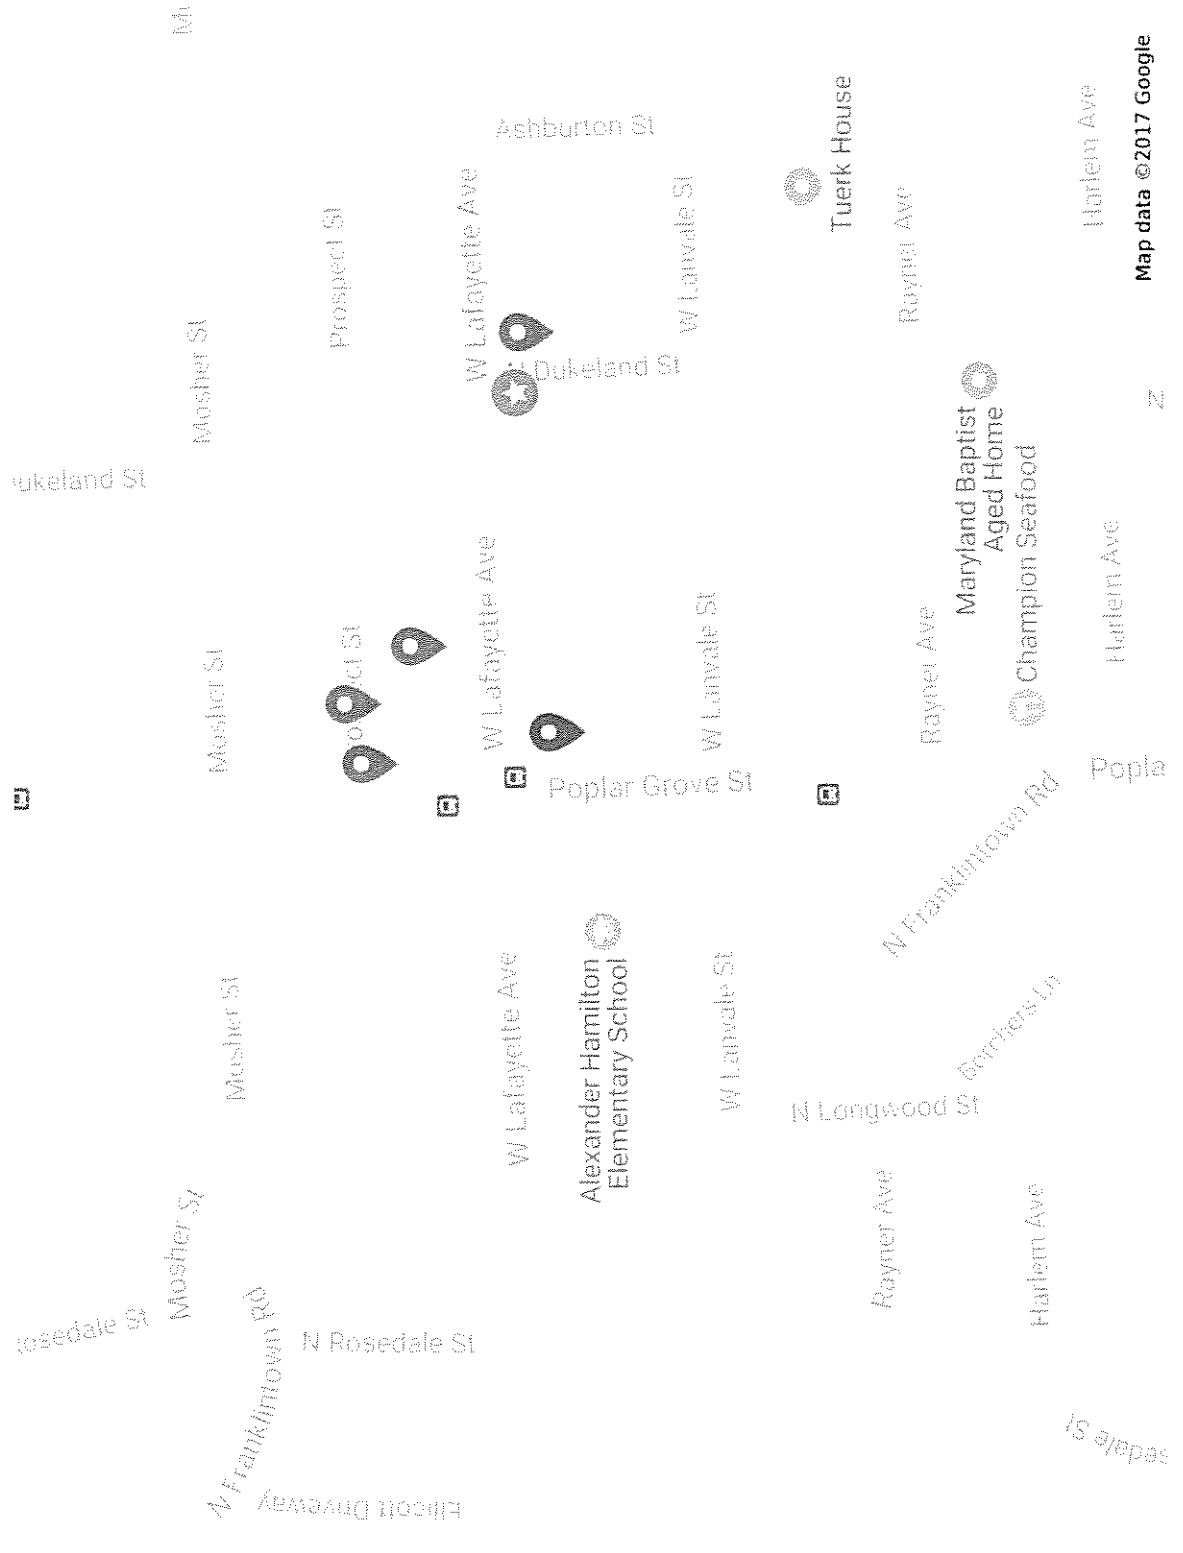 Ashburton St
Tuerk House
Harlem Ave
Map data ©2017 Google
Prospect St
W Lafayette Ave
W Lanvale St
Rayner Ave
Mosher St
Dukeland St
Maryland Baptist
Aged Home
Champion Seafood
Harlem Ave
Mosher St
W Lafayette Ave
W Lanvale St
Rayner Ave
Poplar Grove St
N Franklintown Rd
Alexander Hamilton
Elementary School
Mosher St
W Lafayette Ave
W Lanvale St
N Longwood St
Mosher St
Rayner Ave
Harlem Ave
N Franklintown Rd
N Rosedale St
Ellicott Driveway